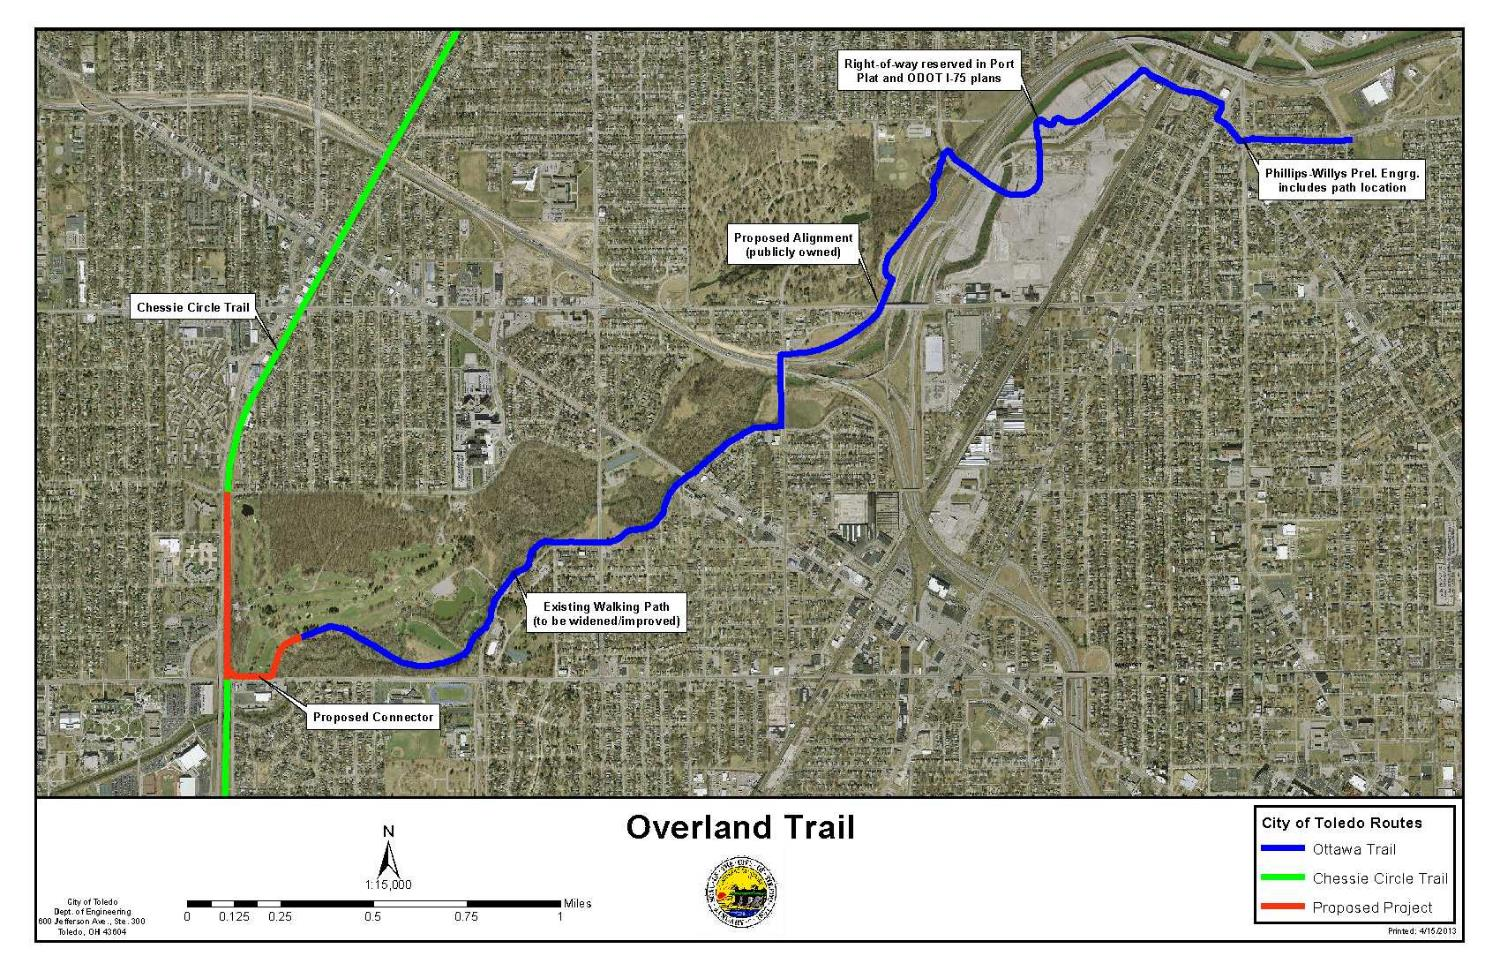 Right-of-way reserved in Port
Plat and ODOT I-75 plans
Phillips-Willys Prel. Engrg.
includes path location
Proposed Alignment
(publicly owned)
Chessie Circle Trail
Existing Walking Path
(to be widened/improved)
Proposed Connector
Overland Trail
N
1:15,000
0 0.125 0.25 0.5 0.75 1 Miles
City of Toledo
Dept. of Engineering
600 Jefferson Ave., Ste. 300
Toledo, OH 43604
City of Toledo Routes
Ottawa Trail
Chessie Circle Trail
Proposed Project
Printed: 4/15/2013